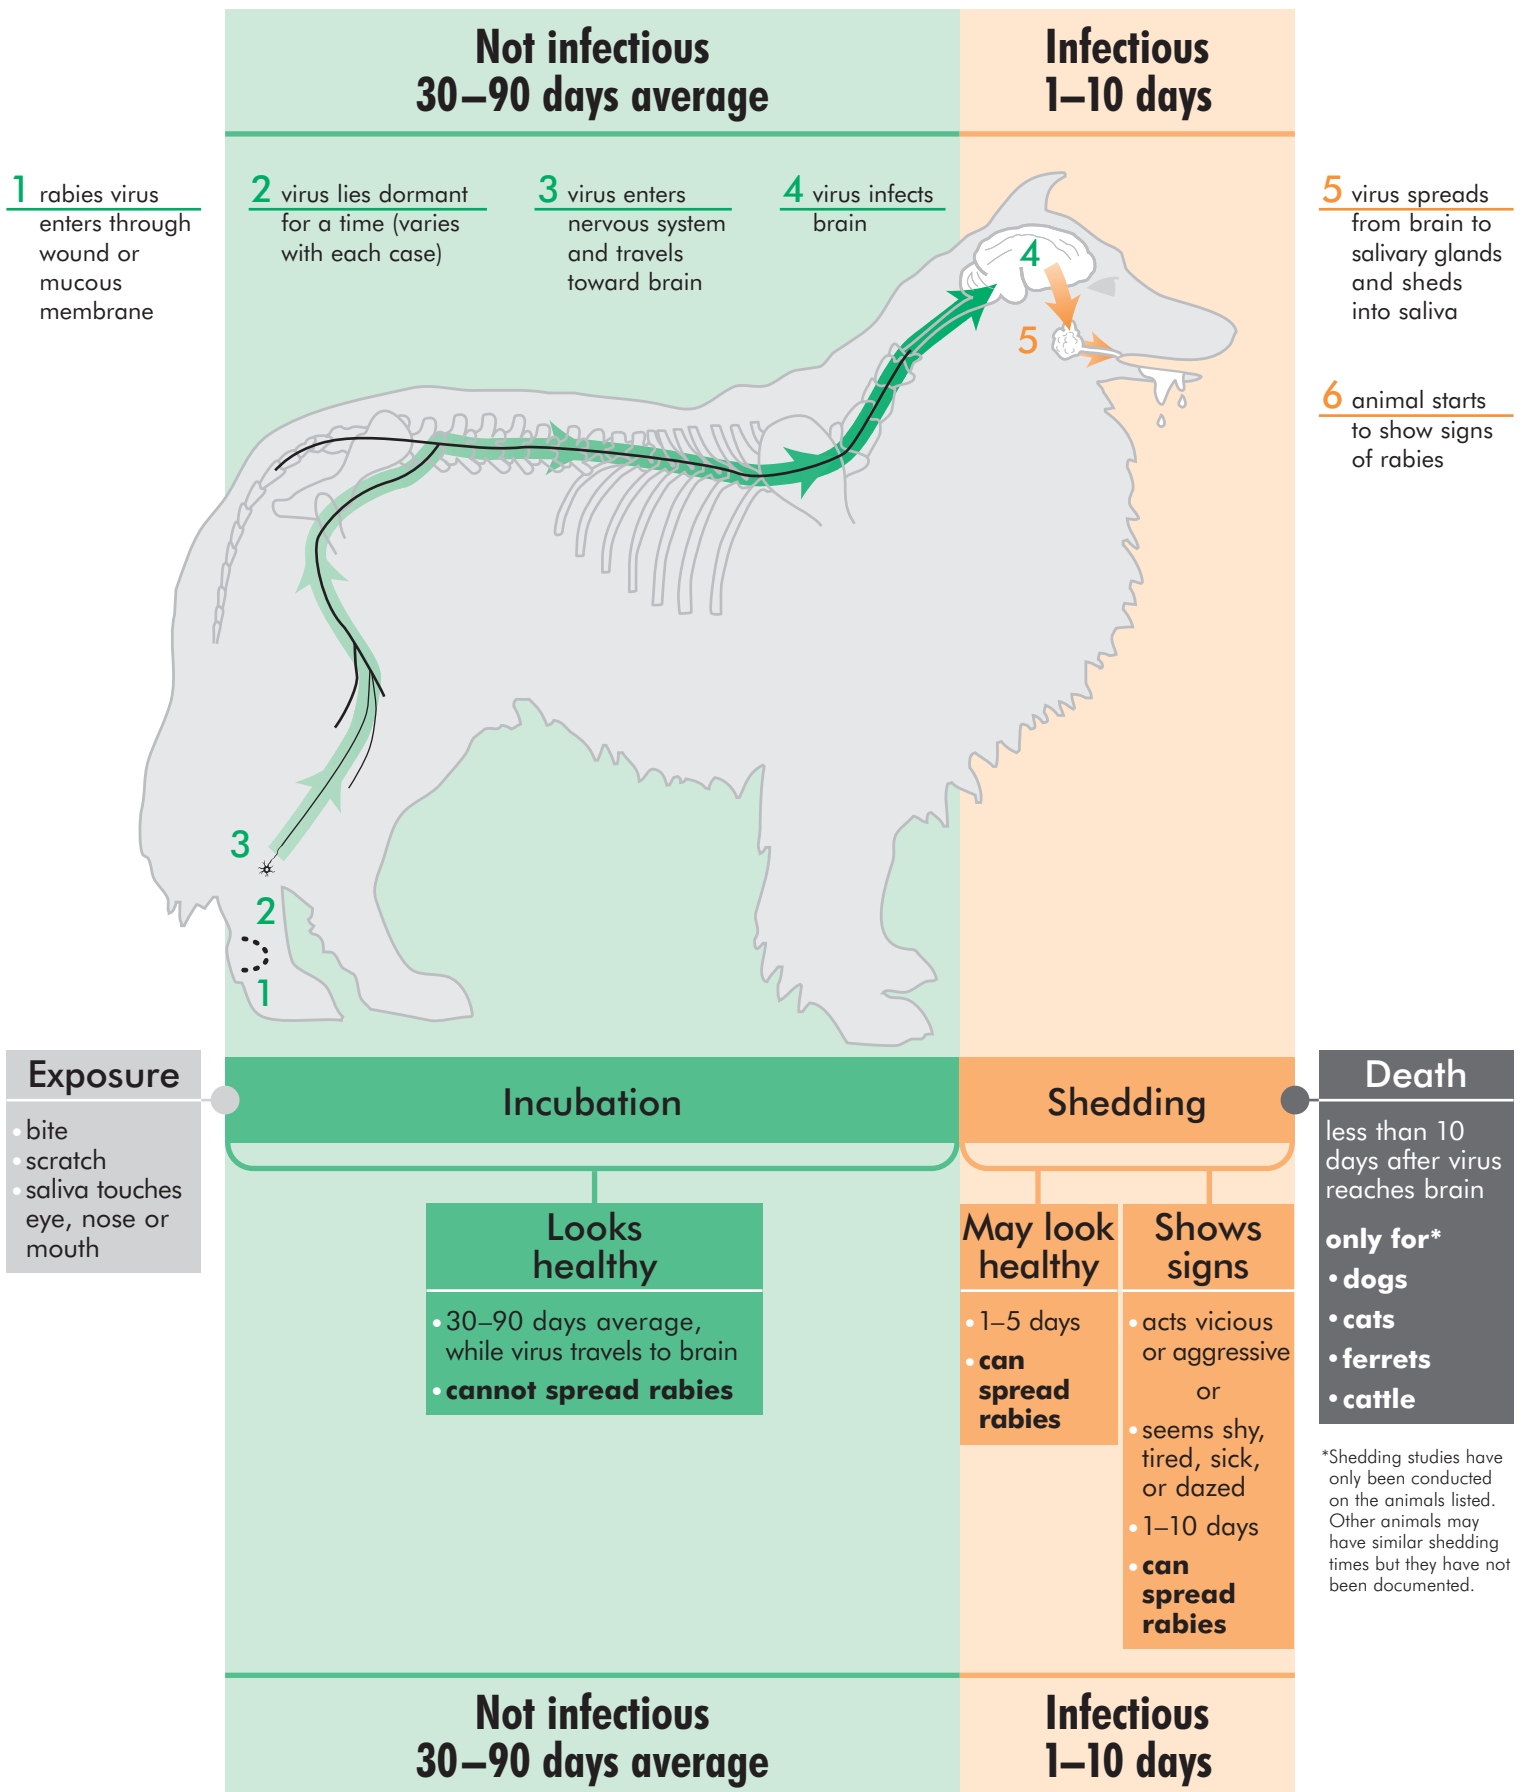 Not infectious
30–90 days average
Infectious
1–10 days
1 rabies virus
enters through
wound or
mucous
membrane
2 virus lies dormant
for a time (varies
with each case)
3 virus enters
nervous system
and travels
toward brain
4 virus infects
brain
5 virus spreads
from brain to
salivary glands
and sheds
into saliva
6 animal starts
to show signs
of rabies
4
5
3
2
1
Exposure
• bite
• scratch
• saliva touches
eye, nose or
mouth
Incubation
Looks
healthy
• 30–90 days average,
while virus travels to brain
• cannot spread rabies
Shedding
May look
healthy
• 1–5 days
• can
spread
rabies
Shows
signs
• acts vicious
or aggressive
or
• seems shy,
tired, sick,
or dazed
• 1–10 days
• can
spread
rabies
Death
less than 10
days after virus
reaches brain
only for*
• dogs
• cats
• ferrets
• cattle
*Shedding studies have
only been conducted
on the animals listed.
Other animals may
have similar shedding
times but they have not
been documented.
Not infectious
30–90 days average
Infectious
1–10 days